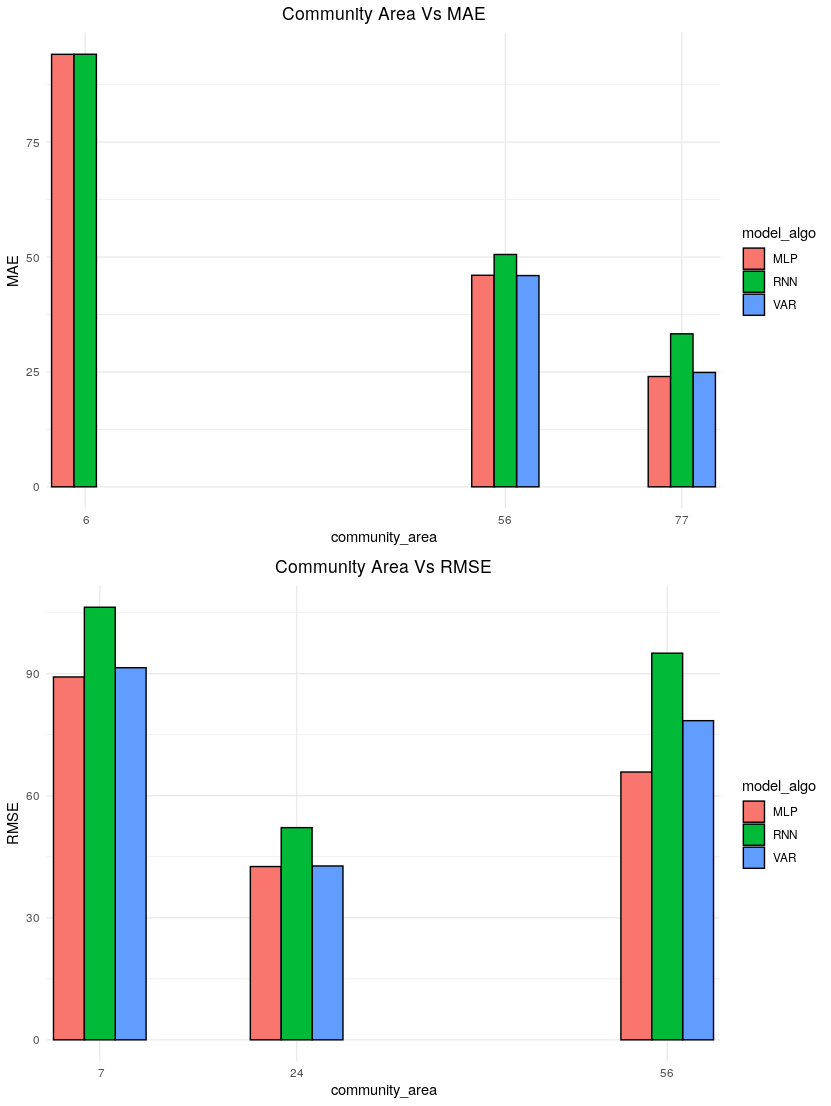 Community Area Vs MAE
MAE
75
50
25
0
6
56
77
community_area
model_algo
MLP
RNN
VAR
Community Area Vs RMSE
RMSE
90
60
30
0
7
24
56
community_area
model_algo
MLP
RNN
VAR